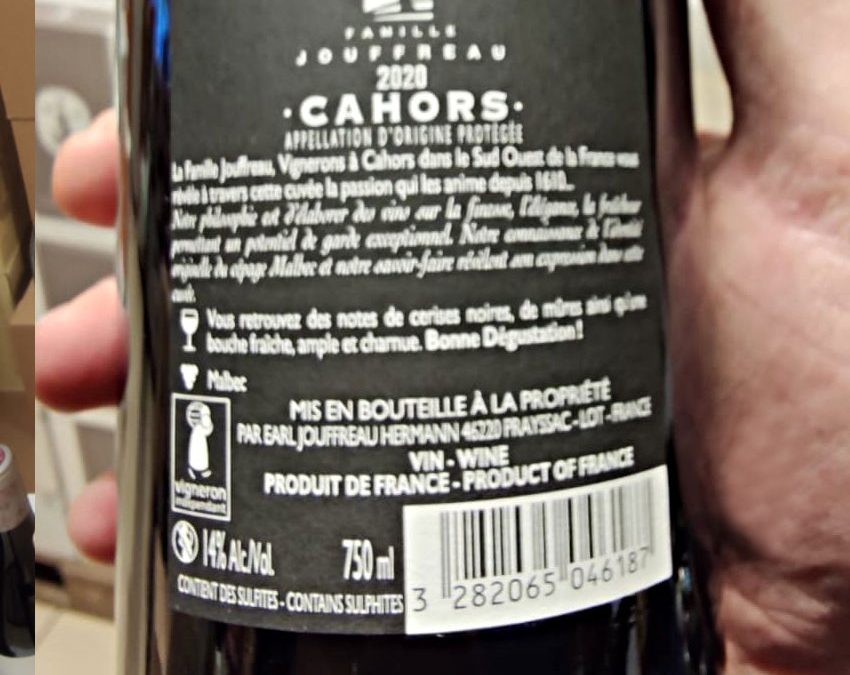 FAMILLE
JOUFFREAU
2020
·CAHORS·
APPELLATION D'ORIGINE PROTÉGÉE
La Famille Jouffreau, Vignerons à Cahors dans le Sud Ouest de la France vous
révèle à travers cette cuvée la passion qui les anime depuis 1610...
Notre philosophie est d'élaborer des vins sur la finesse, l'élégance, la fraîcheur
permettant un potentiel de garde exceptionnel. Notre connaissance de l'identité
originelle du cépage Malbec et notre savoir-faire révèlent son expression dans cette
cuvée.
Vous retrouvez des notes de cerises noires, de mûres ainsi qu'une
bouche fraîche, ample et charnue. Bonne Dégustation!
Malbec
MIS EN BOUTEILLE À LA PROPRIÉTÉ
PAR EARL JOUFFREAU HERMANN 46220 PRAYSSAC - LOT - FRANCE
VIN - WINE
PRODUIT DE FRANCE - PRODUCT OF FRANCE
vigneron
indépendant
14% Alc./Vol.
750 ml
CONTIENT DES SULFITES - CONTAINS SULPHITES
3 282065 046187